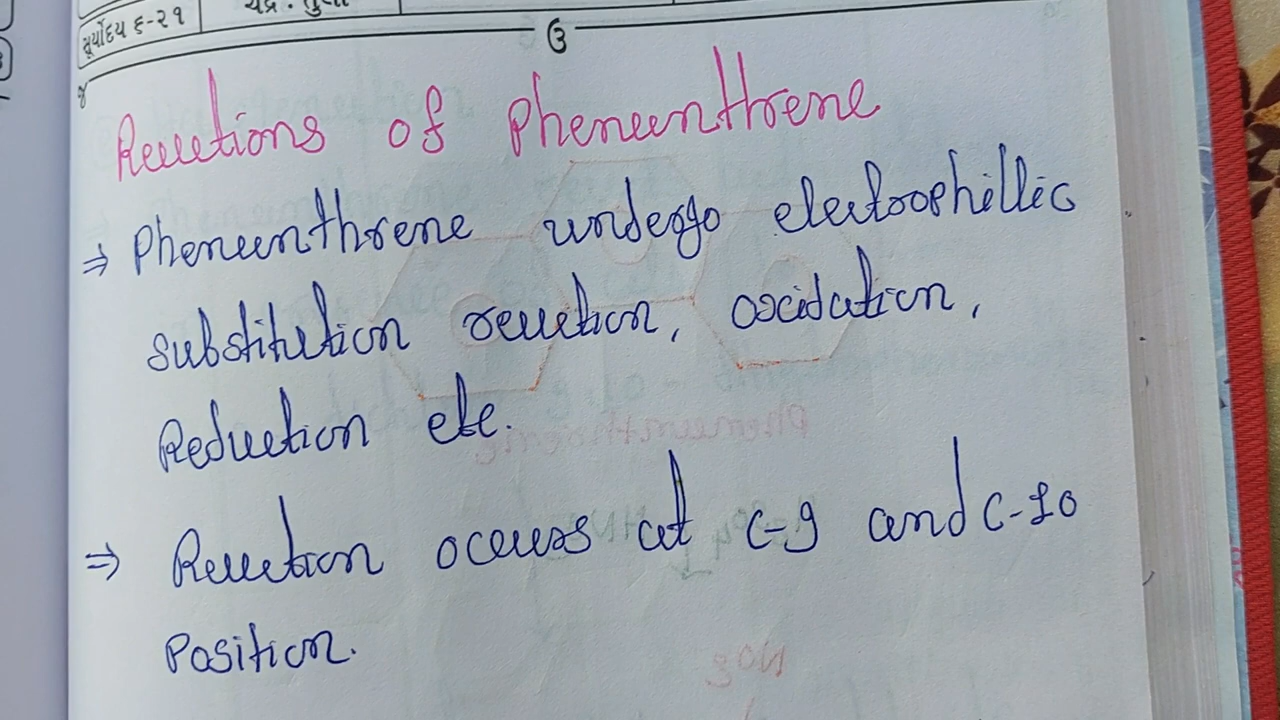 સૂર્યોદય ૬-૨૧
ચંદ્ર : તુલા
ઉ
Reactions of Phenanthrene
⇒ Phenanthrene undergo electrophillic
substitution reaction, oxidation,
Reduction etc.
⇒ Reaction occurs at C-9 and C-10
Position.